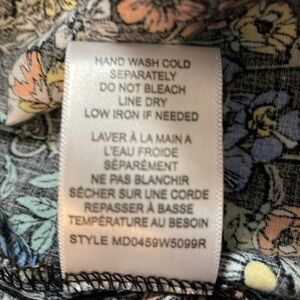 HAND WASH COLD
SEPARATELY
DO NOT BLEACH
LINE DRY
LOW IRON IF NEEDED
LAVER À LA MAIN A
L'EAU FROIDE
SÉPARÉMENT
NE PAS BLANCHIR
SÉCHER SUR UNE CORDE
REPASSER À BASSE
TEMPÉRATURE AU BESOIN
STYLE MD0459W5099R